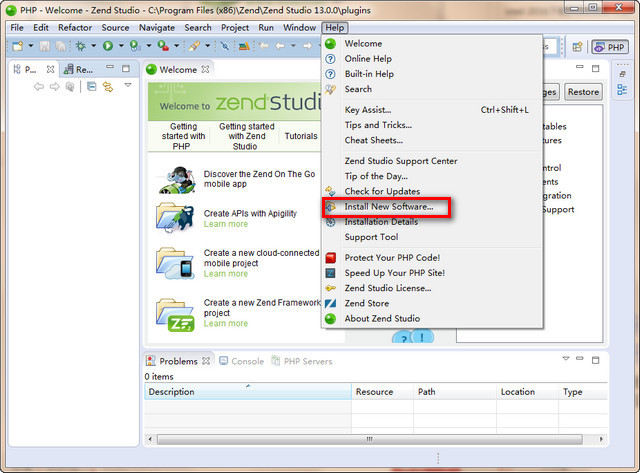 PHP - Welcome - Zend Studio - C:\Program Files (x86)\Zend\Zend Studio 13.0.0\plugins
File Edit Refactor Source Navigate Search Project Run Window Help
PHP
P...
Re...
Welcome
Welcome to zend Studio
Getting started with PHP
Getting started with Zend Studio
Tutorials
Restore
Discover the Zend On The Go
mobile app
Create APIs with Apigility
Learn more
Create a new cloud-connected
mobile project
Learn more
Create a new Zend Framework
project
Learn more
Welcome
Online Help
Built-in Help
Search
Key Assist... Ctrl+Shift+L
Tips and Tricks...
Cheat Sheets...
Zend Studio Support Center
Tip of the Day...
Check for Updates
Install New Software...
Installation Details
Support Tool
Protect Your PHP Code!
Speed Up Your PHP Site!
Zend Studio License...
Zend Store
About Zend Studio
Support
Problems
Console
PHP Servers
0 items
Description Resource Path Location Type